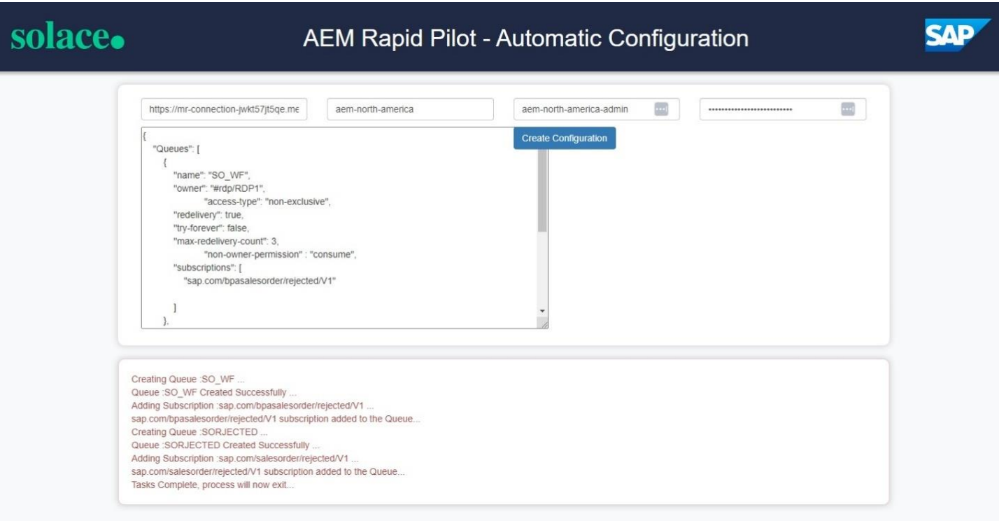 solace
AEM Rapid Pilot - Automatic Configuration
SAP
https://mr-connection-jwkt57jt5qe.me
aem-north-america
aem-north-america-admin
••••••••••••••••••••••••••
{
"Queues": [
{
"name": "SO_WF",
"owner": "#rdp/RDP1",
"access-type": "non-exclusive",
"redelivery": true,
"try-forever": false,
"max-redelivery-count": 3,
"non-owner-permission" : "consume",
"subscriptions": [
"sap.com/bpasalesorder/rejected/V1"
]
},
Create Configuration
Creating Queue :SO_WF ...
Queue :SO_WF Created Successfully ...
Adding Subscription :sap.com/bpasalesorder/rejected/V1 ...
sap.com/bpasalesorder/rejected/V1 subscription added to the Queue...
Creating Queue :SORJECTED ...
Queue :SORJECTED Created Successfully ...
Adding Subscription :sap.com/salesorder/rejected/V1 ...
sap.com/salesorder/rejected/V1 subscription added to the Queue...
Tasks Complete, process will now exit...